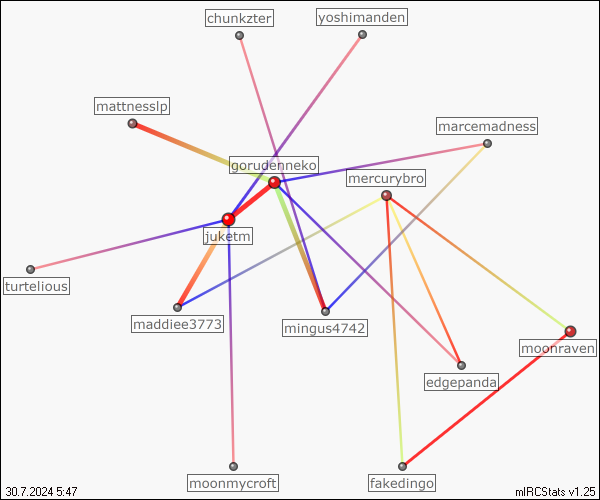 chunkzter
yoshimanden
mattnesslp
marcemadness
gorudenneko
mercurybro
juketm
turtelious
maddiee3773
mingus4742
moonraven
edgepanda
moonmycroft
fakedingo
30.7.2024 5:47
mIRCStats v1.25